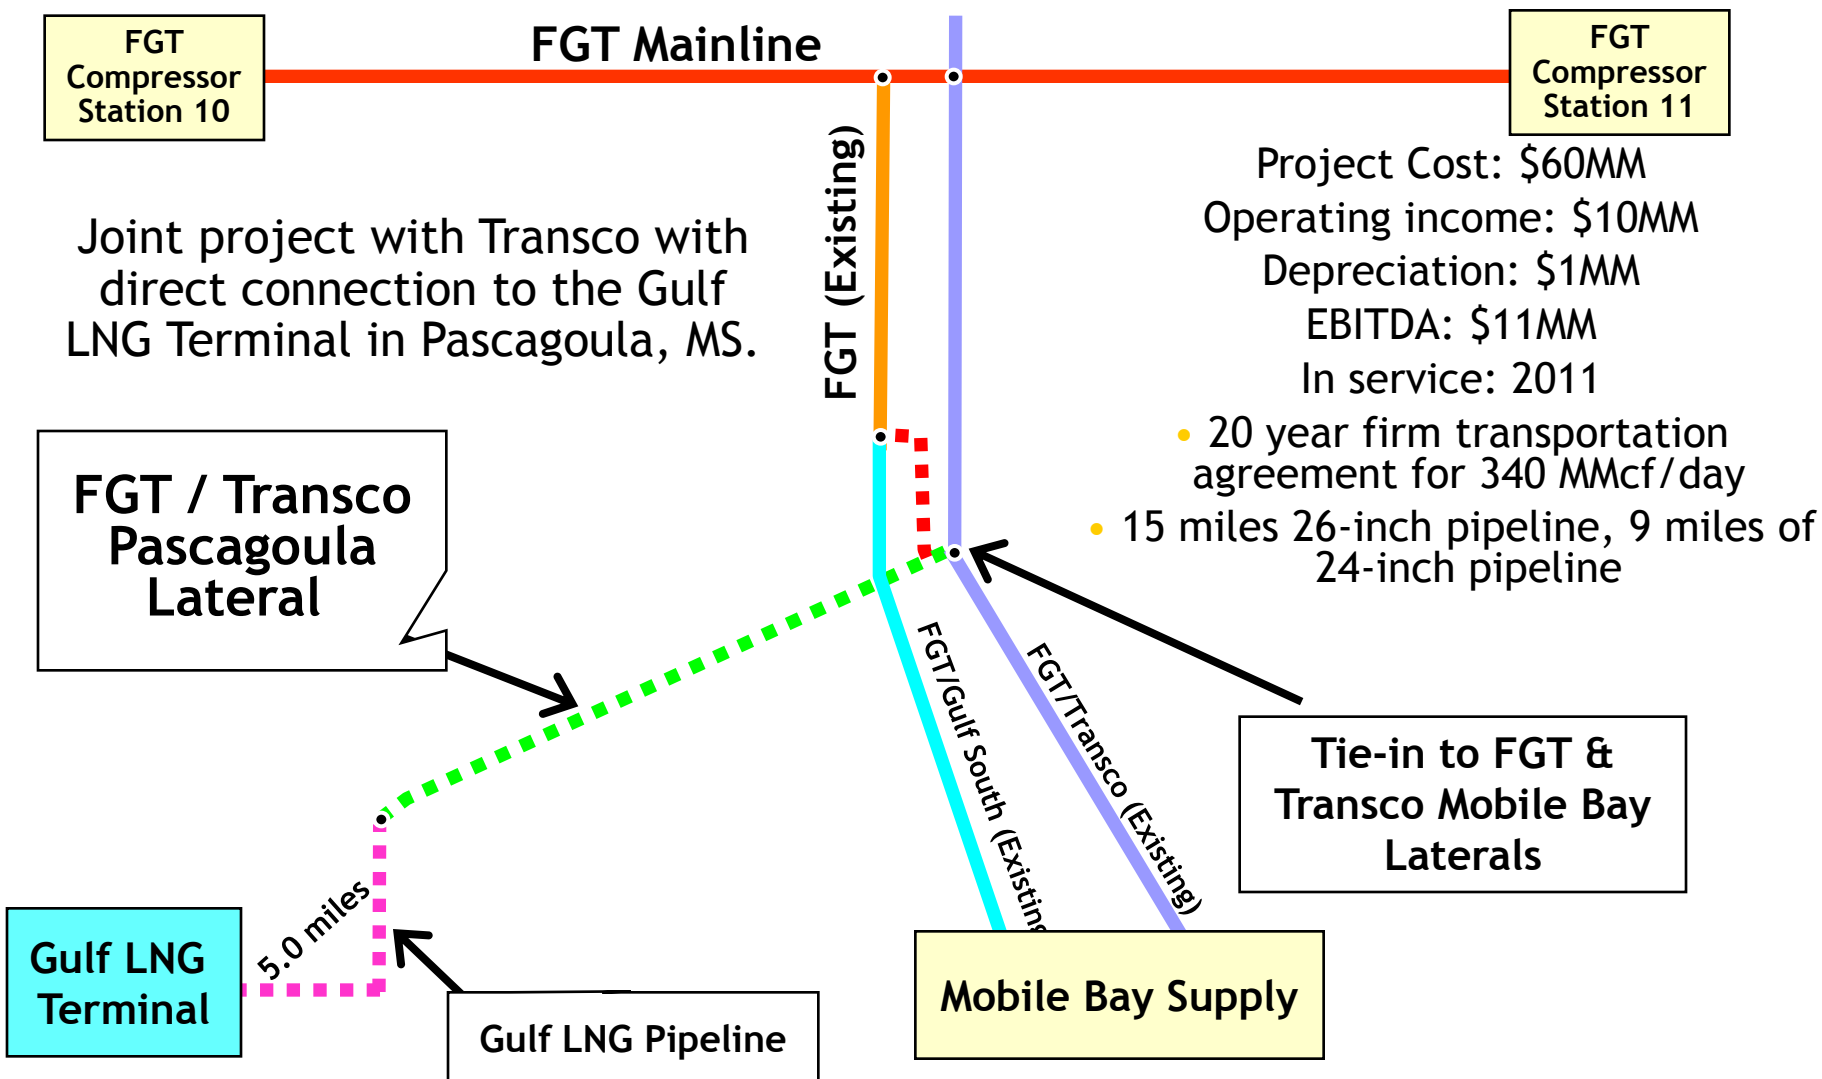 FGT
Compressor
Station 10
FGT Mainline
FGT
Compressor
Station 11
FGT (Existing)
Joint project with Transco with
direct connection to the Gulf
LNG Terminal in Pascagoula, MS.
Project Cost: $60MM
Operating income: $10MM
Depreciation: $1MM
EBITDA: $11MM
In service: 2011
• 20 year firm transportation
agreement for 340 MMcf/day
• 15 miles 26-inch pipeline, 9 miles of
24-inch pipeline
FGT / Transco
Pascagoula
Lateral
FGT/Gulf South (Existing
FGT/Transco (Existing)
Tie-in to FGT &
Transco Mobile Bay
Laterals
5.0 miles
Gulf LNG
Terminal
Gulf LNG Pipeline
Mobile Bay Supply